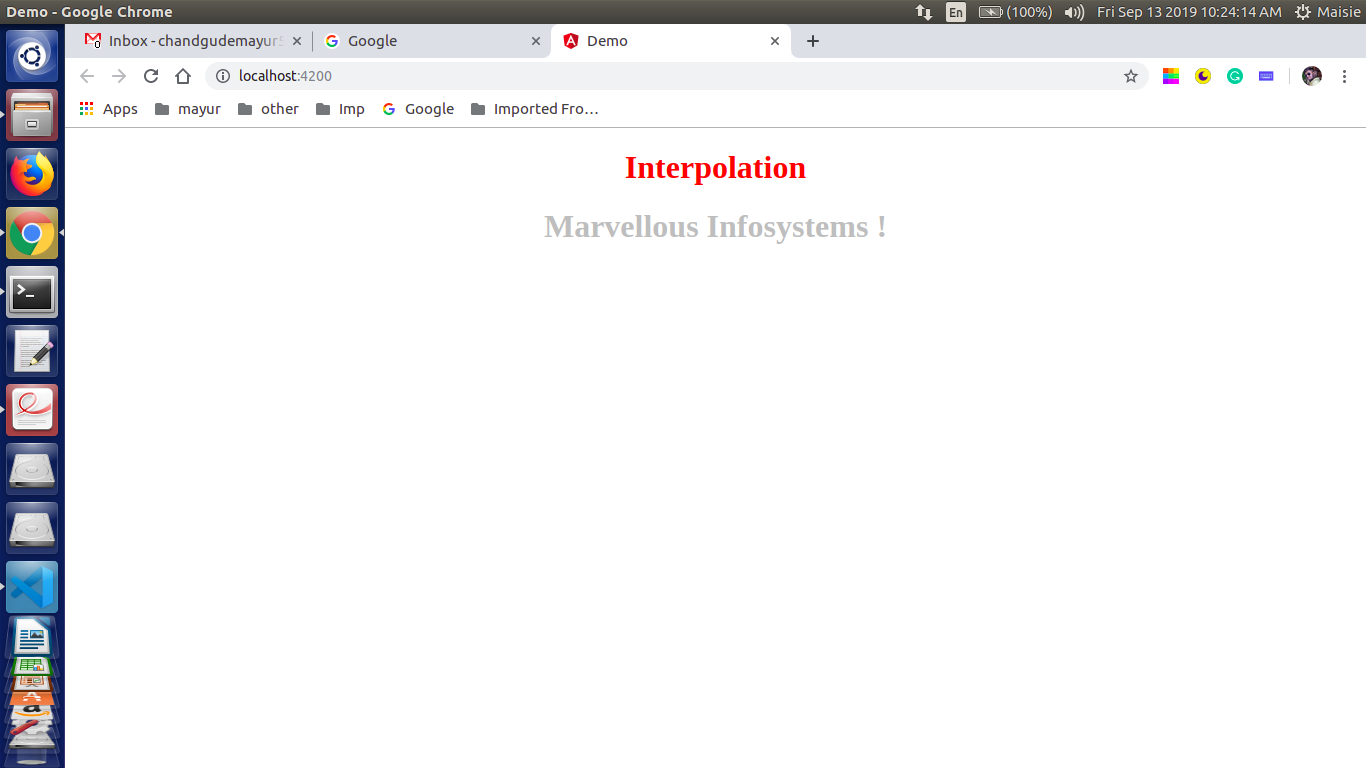 Demo - Google Chrome
En
(100%)
Fri Sep 13 2019 10:24:14 AM
Maisie
Inbox - chandgudemayur
Google
Demo
localhost:4200
Apps
mayur
other
Imp
Google
Imported Fro…
Interpolation
Marvellous Infosystems !